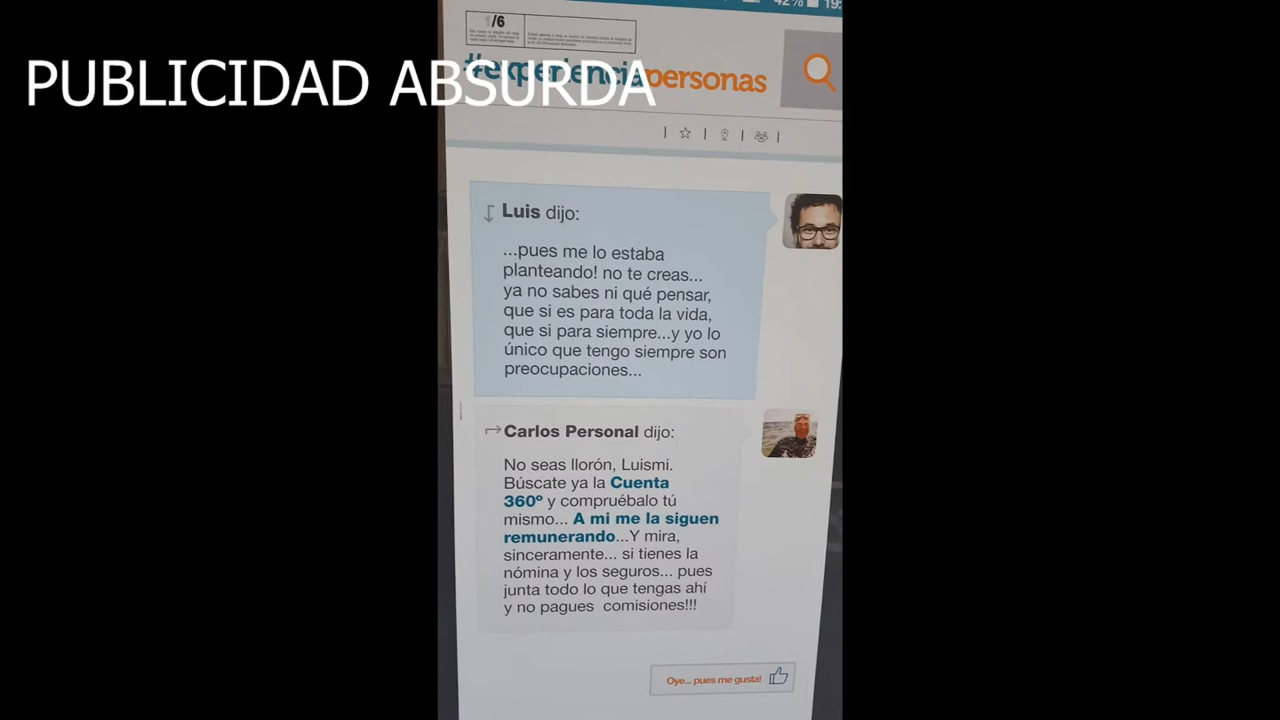 42% 19:
1/6
PUBLICIDAD ABSURDA
#experienciapersonas
Luis dijo:
...pues me lo estaba
planteando! no te creas...
ya no sabes ni qué pensar,
que si es para toda la vida,
que si para siempre...y yo lo
único que tengo siempre son
preocupaciones...
Carlos Personal dijo:
No seas llorón, Luismi.
Búscate ya la Cuenta
360º y compruébalo tú
mismo... A mi me la siguen
remunerando...Y mira,
sinceramente... si tienes la
nómina y los seguros... pues
junta todo lo que tengas ahí
y no pagues comisiones!!!
Oye... pues me gusta!